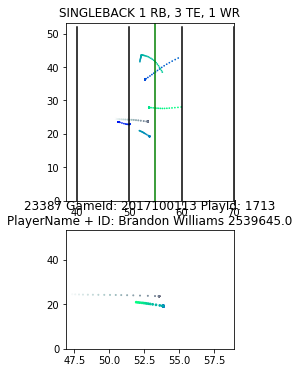 SINGLEBACK 1 RB, 3 TE, 1 WR
50
40
30
20
10
0
40 50 60 70
23387 GameId: 2017100113 PlayId: 1713
PlayerName + ID: Brandon Williams 2539645.0
40
20
0
47.5 50.0 52.5 55.0 57.5